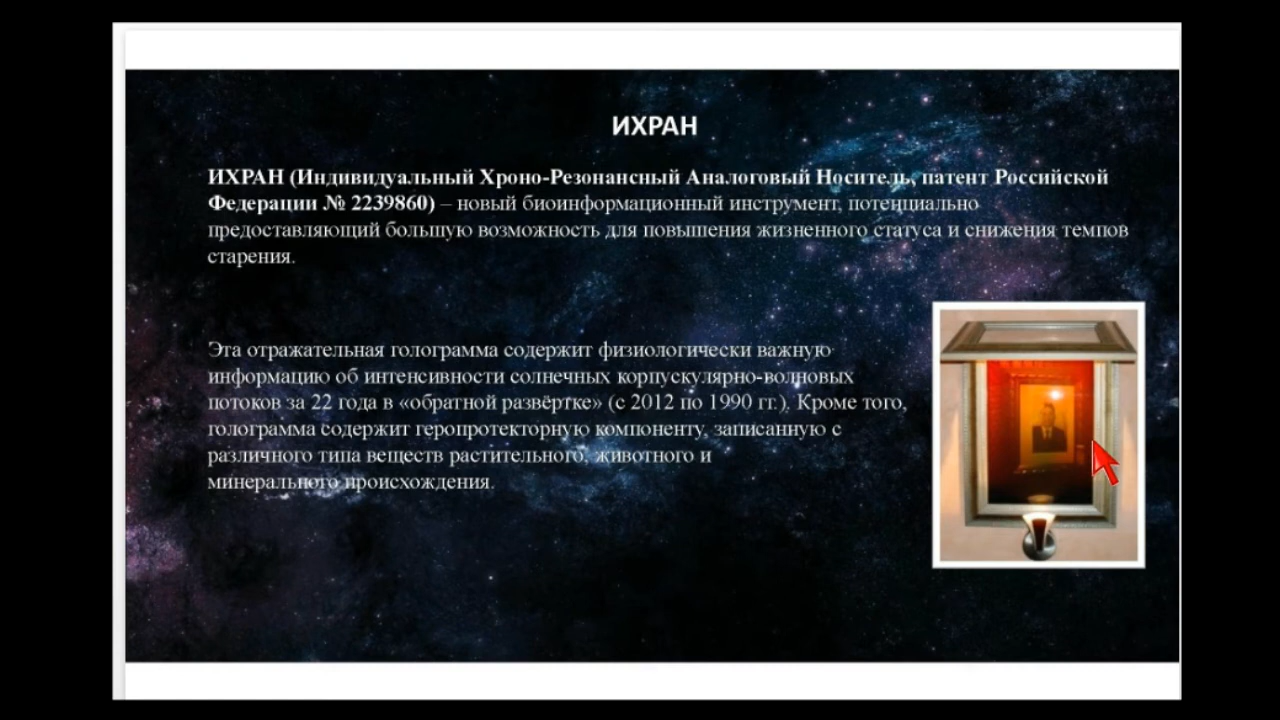 ИХРАН
ИХРАН (Индивидуальный Хроно-Резонансный Аналоговый Носитель, патент Российской
Федерации № 2239860) – новый биоинформационный инструмент, потенциально
предоставляющий большую возможность для повышения жизненного статуса и снижения темпов
старения.
Эта отражательная голограмма содержит физиологически важную
информацию об интенсивности солнечных корпускулярно-волновых
потоков за 22 года в «обратной развёртке» (с 2012 по 1990 гг.). Кроме того,
голограмма содержит геропротекторную компоненту, записанную с
различного типа веществ растительного, животного и
минерального происхождения.